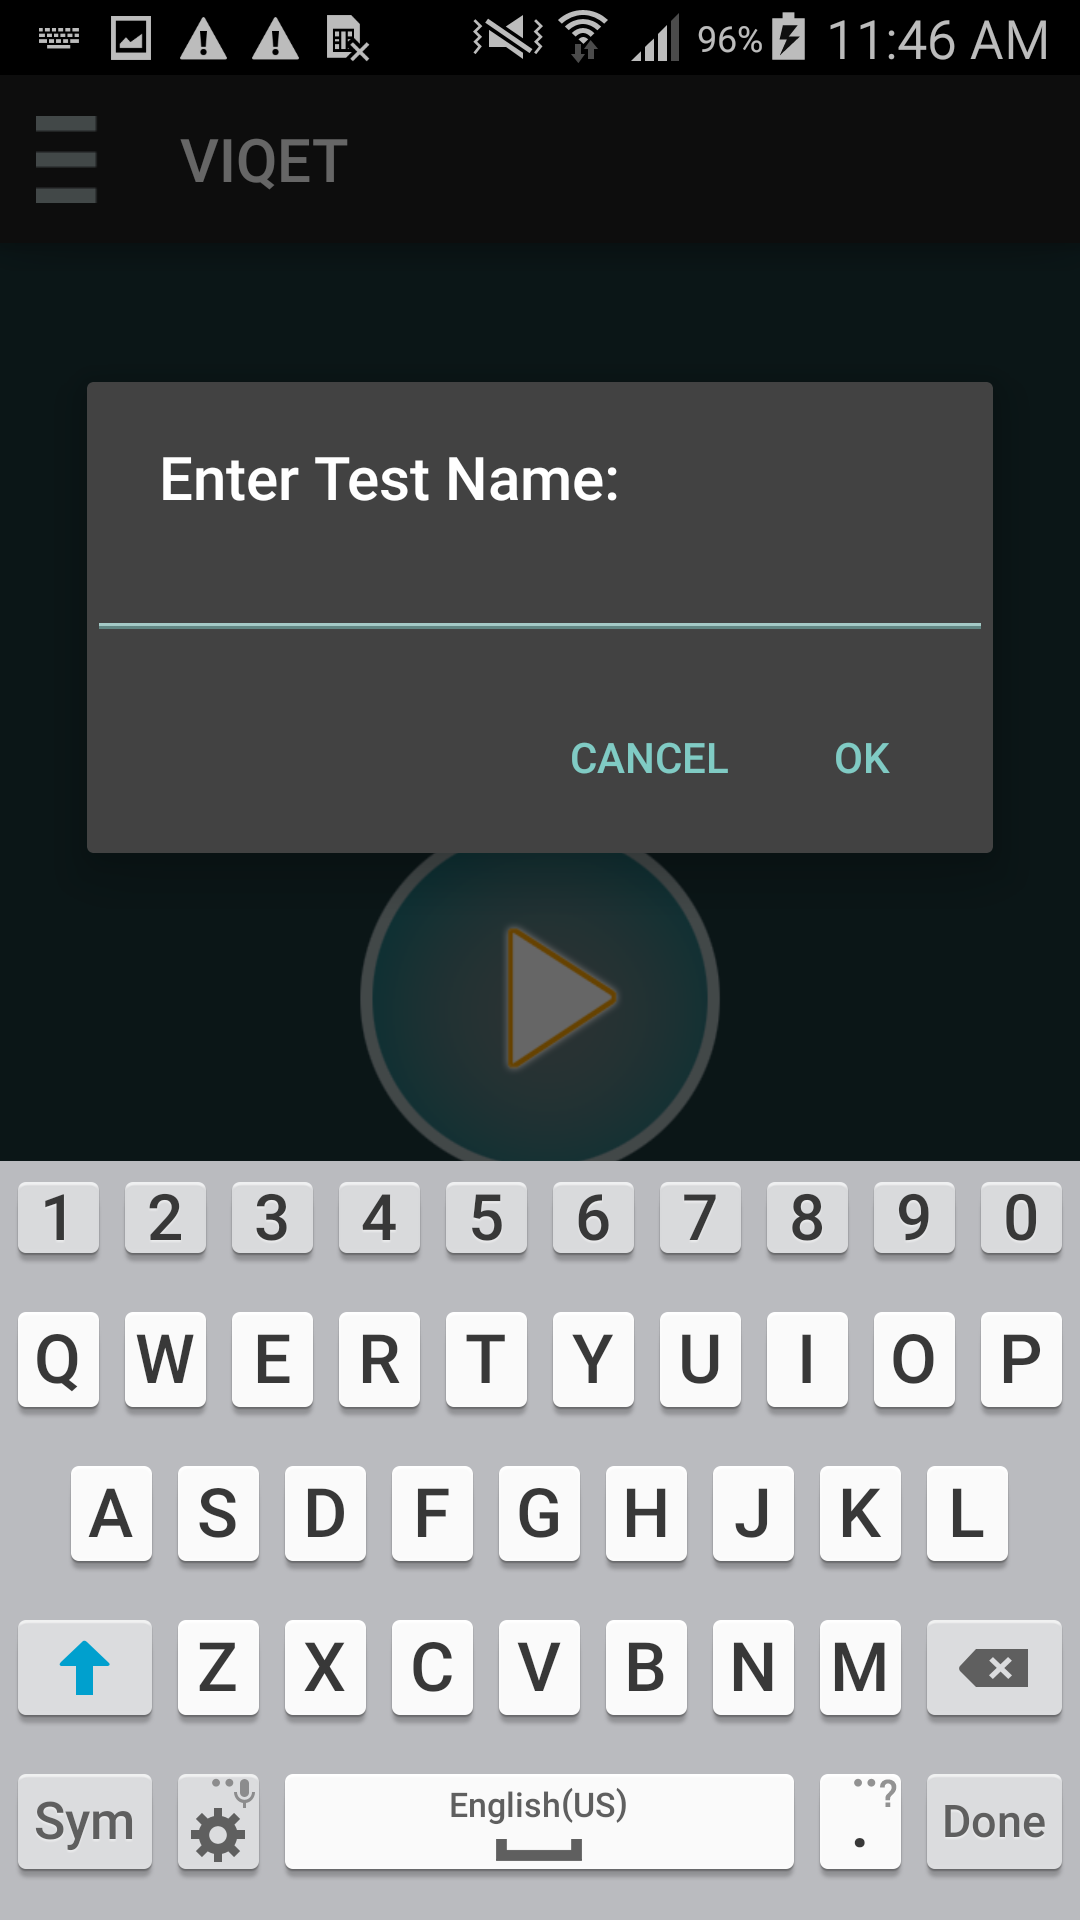 96% 11:46 AM
VIQET
Enter Test Name:
CANCEL OK
1 2 3 4 5 6 7 8 9 0
Q W E R T Y U I O P
A S D F G H J K L
Z X C V B N M
Sym English(US) . ? Done